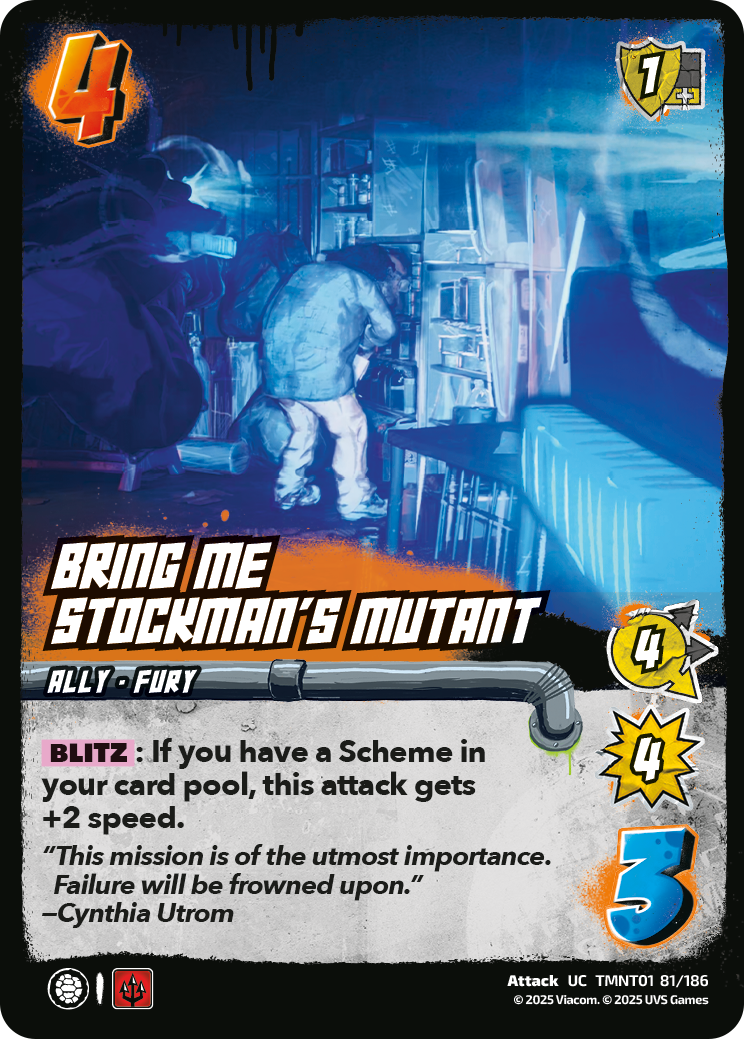 4
1
BRING ME
STOCKMAN'S MUTANT
ALLY • FURY
4
BLITZ : If you have a Scheme in
your card pool, this attack gets
+2 speed.
4
"This mission is of the utmost importance.
Failure will be frowned upon."
—Cynthia Utrom
3
Attack UC TMNT01 81/186
© 2025 Viacom. © 2025 UVS Games